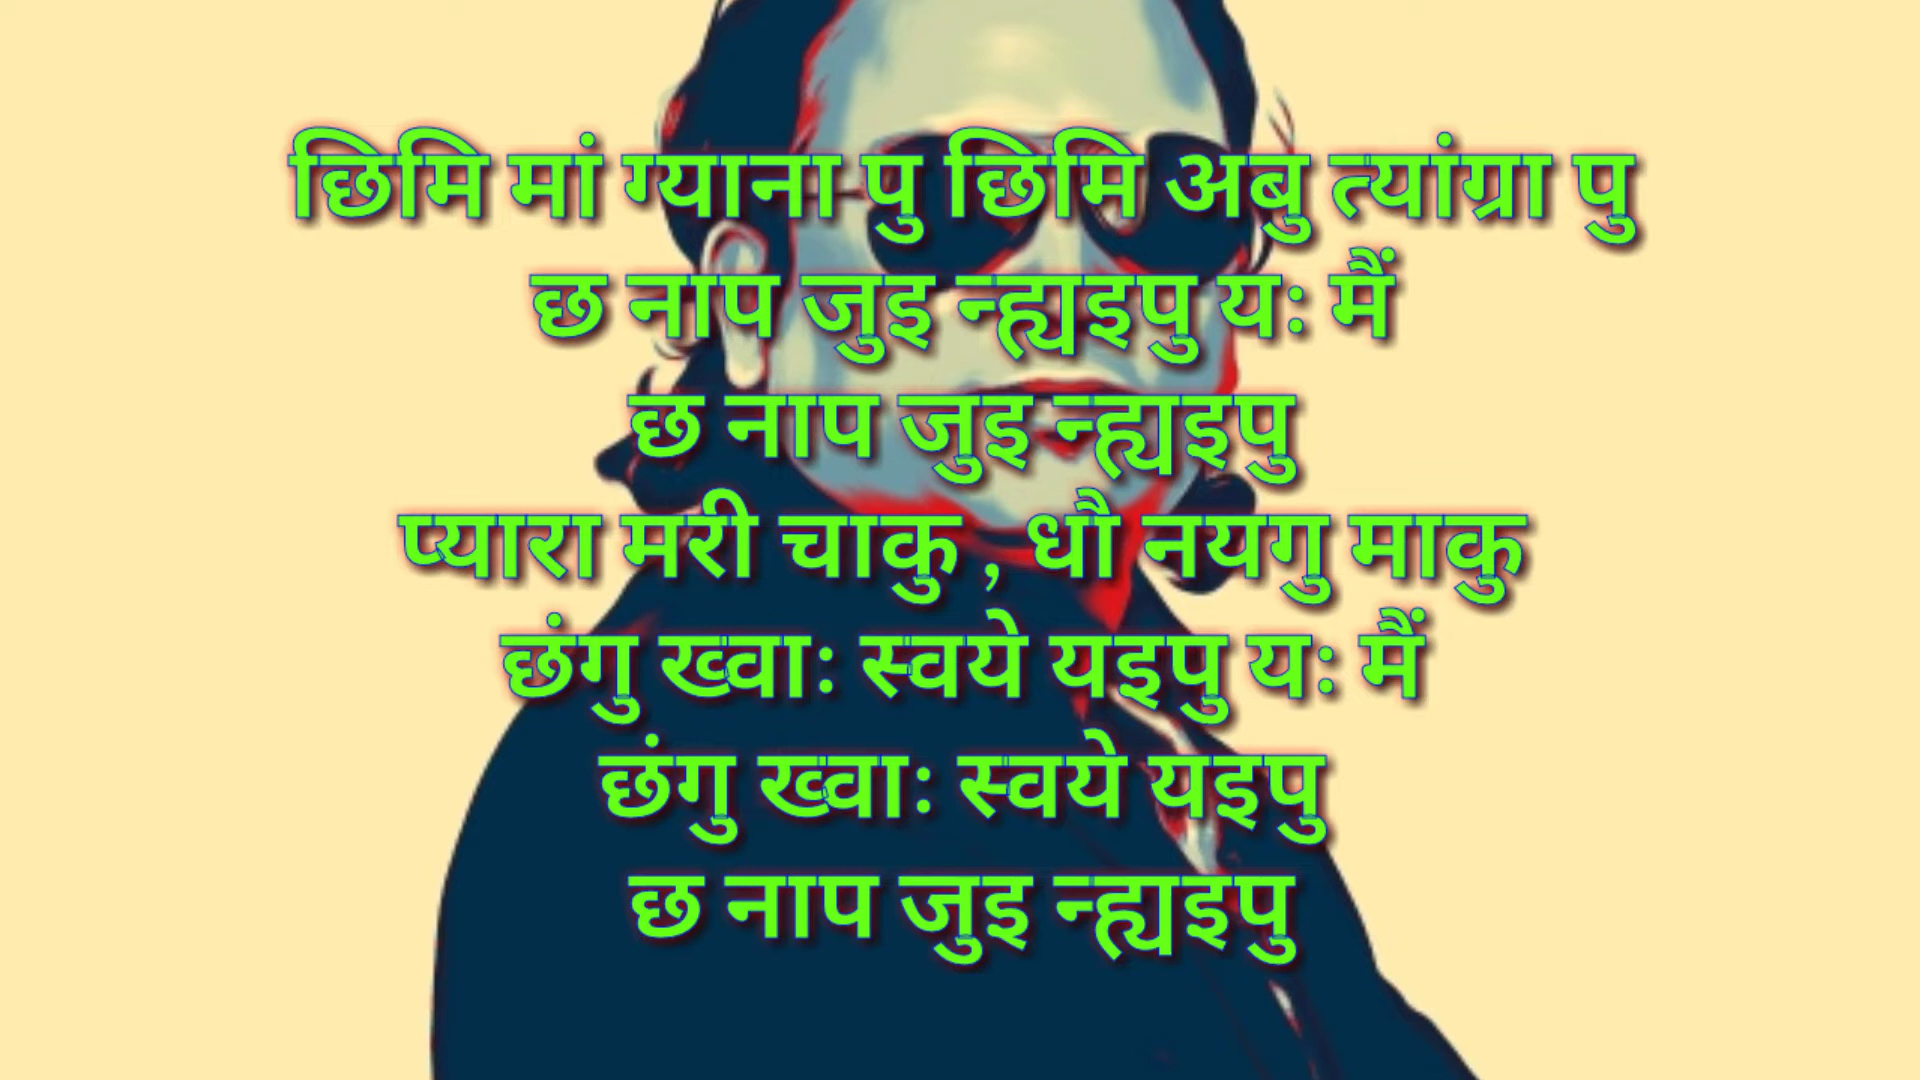 छिमि मां ग्याना पु छिमि अबु त्यांग्रा पु
छ नाप जुइ न्ह्याइपु यः मैं
छ नाप जुइ न्ह्याइपु
प्यारा मरी चाकु , धौ नयगु माकु
छंगु ख्वाः स्वये यइपु यः मैं
छंगु ख्वाः स्वये यइपु
छ नाप जुइ न्ह्याइपु